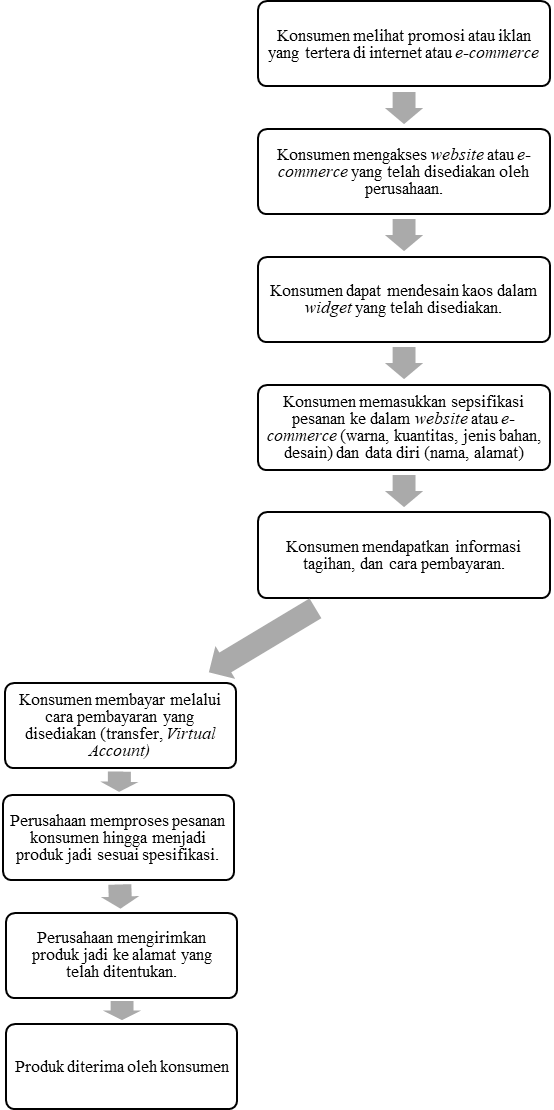 Konsumen melihat promosi atau iklan
yang tertera di internet atau e-commerce
Konsumen mengakses website atau e-
commerce yang telah disediakan oleh
perusahaan.
Konsumen dapat mendesain kaos dalam
widget yang telah disediakan.
Konsumen memasukkan sepsifikasi
pesanan ke dalam website atau e-
commerce (warna, kuantitas, jenis bahan,
desain) dan data diri (nama, alamat)
Konsumen mendapatkan informasi
tagihan, dan cara pembayaran.
Konsumen membayar melalui
cara pembayaran yang
disediakan (transfer, Virtual
Account)
Perusahaan memproses pesanan
konsumen hingga menjadi
produk jadi sesuai spesifikasi.
Perusahaan mengirimkan
produk jadi ke alamat yang
telah ditentukan.
Produk diterima oleh konsumen